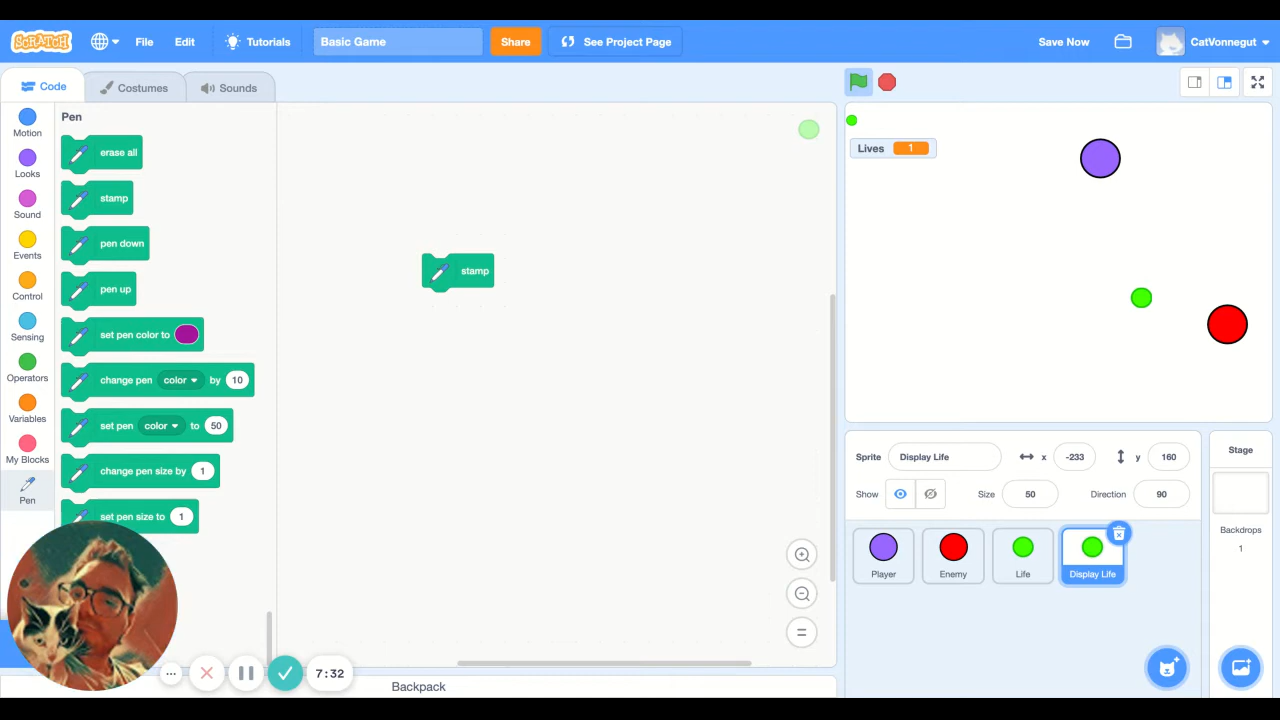 SCRATCH
File
Edit
Tutorials
Basic Game
Share
See Project Page
Save Now
CatVonnegut
Code
Costumes
Sounds
Motion
Looks
Sound
Events
Control
Sensing
Operators
Variables
My Blocks
Pen
Pen
erase all
stamp
pen down
pen up
set pen color to
change pen color by 10
set pen color to 50
change pen size by 1
set pen size to 1
stamp
Lives 1
Sprite Display Life x -233 y 160
Show Size 50 Direction 90
Player
Enemy
Life
Display Life
Stage
Backdrops
1
7:32
Backpack